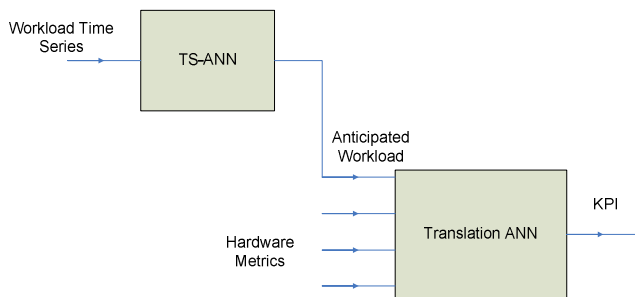 Workload Time
Series
TS-ANN
Anticipated
Workload
KPI
Translation ANN
Hardware
Metrics